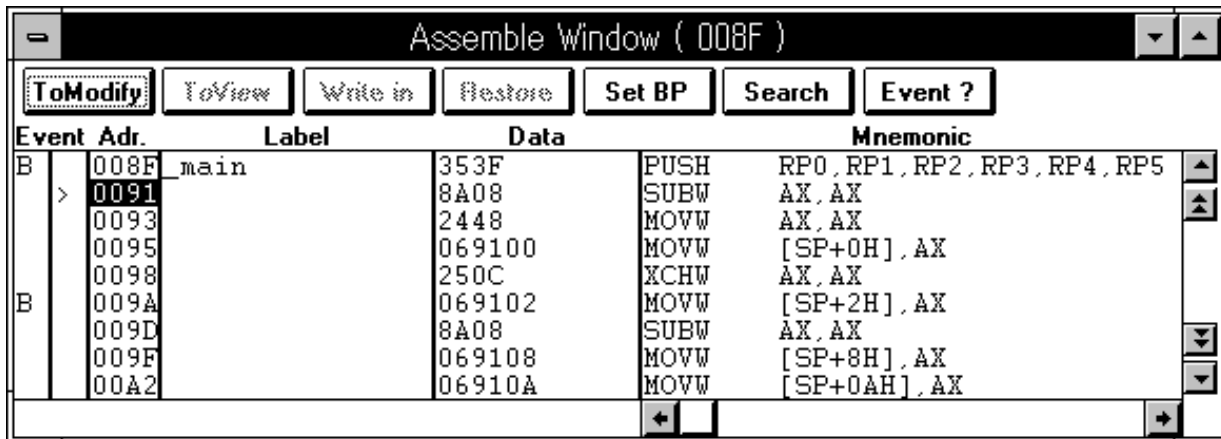 Assemble Window ( 008F )
ToModify ToView Write in Restore Set BP Search Event ?
Event Adr. Label Data Mnemonic
B 008F _main 353F PUSH RP0,RP1,RP2,RP3,RP4,RP5
> 0091 8A08 SUBW AX,AX
0093 2448 MOVW AX,AX
0095 069100 MOVW [SP+0H],AX
0098 250C XCHW AX,AX
B 009A 069102 MOVW [SP+2H],AX
009D 8A08 SUBW AX,AX
009F 069108 MOVW [SP+8H],AX
00A2 06910A MOVW [SP+0AH],AX